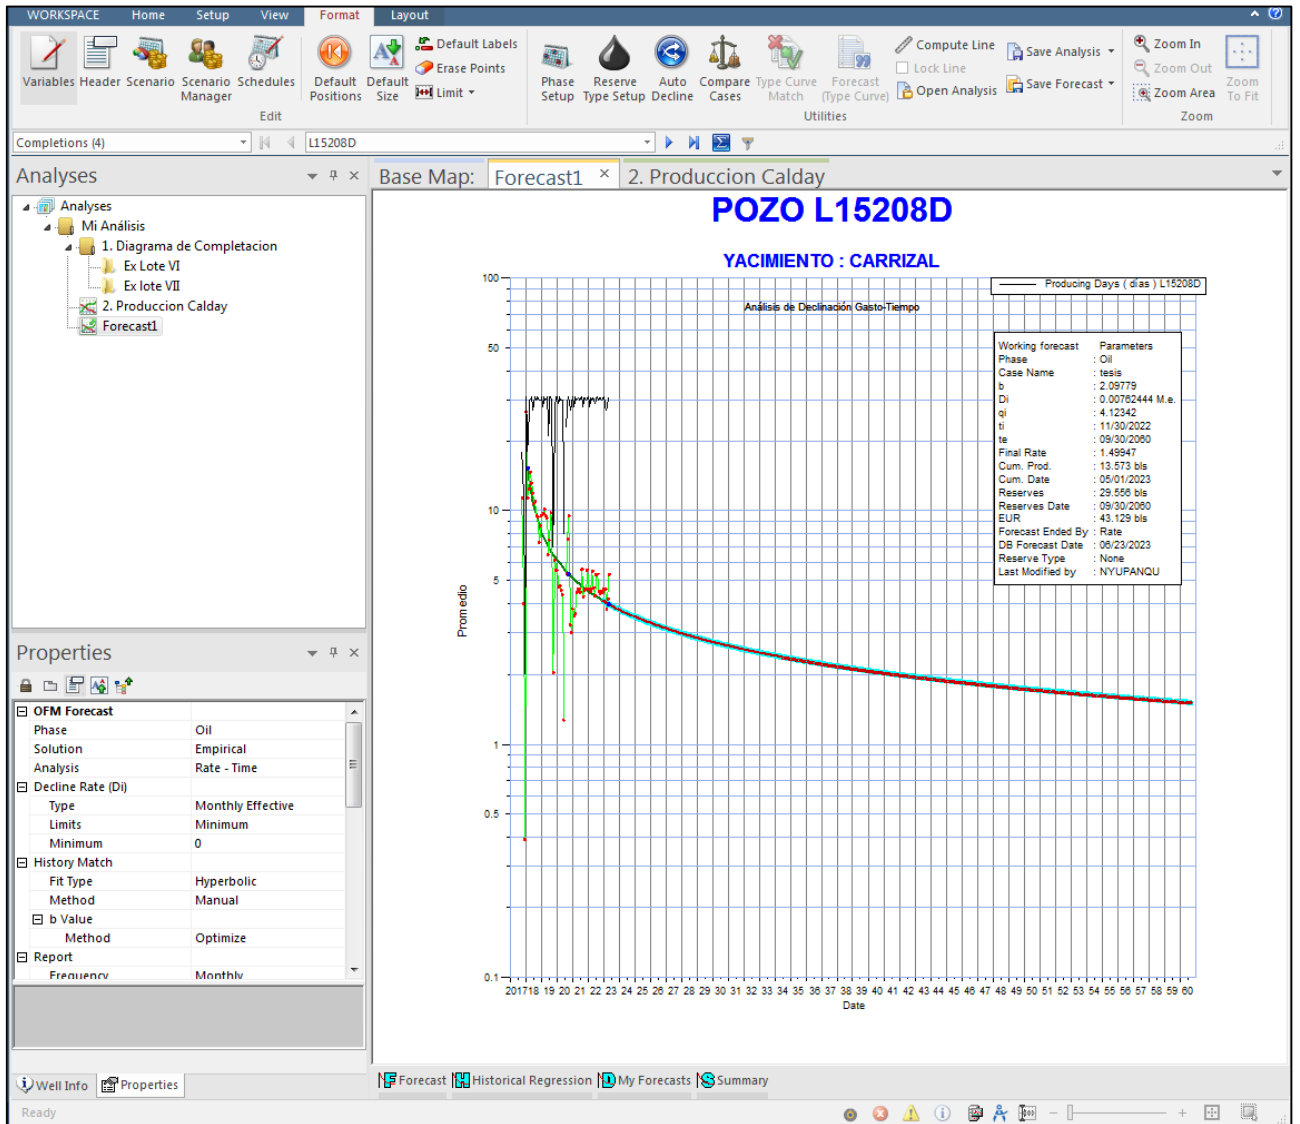 WORKSPACE Home Setup View Format Layout
Variables Header Scenario Scenario Manager Schedules Default Positions Default Size
Default Labels
Erase Points
Limit
Edit
Phase Setup Reserve Type Setup Auto Decline Compare Cases Type Curve Match Forecast (Type Curve)
Compute Line
Lock Line
Open Analysis
Save Analysis
Save Forecast
Utilities
Zoom In
Zoom Out
Zoom Area
Zoom To Fit
Zoom
Completions (4) L15208D
Analyses
Analyses
Mi Análisis
1. Diagrama de Completacion
Ex Lote VI
Ex lote VII
2. Produccion Calday
Forecast1
Properties
OFM Forecast
Phase Oil
Solution Empirical
Analysis Rate - Time
Decline Rate (Di)
Type Monthly Effective
Limits Minimum
Minimum 0
History Match
Fit Type Hyperbolic
Method Manual
b Value
Method Optimize
Report
Frequency Monthly
Well Info Properties
Ready
Base Map: Forecast1 2. Produccion Calday
POZO L15208D
YACIMIENTO : CARRIZAL
Producing Days ( días ) L15208D
Análisis de Declinación Gasto-Tiempo
Working forecast Parameters
Phase : Oil
Case Name : tesis
b : 2.09779
Di : 0.00762444 M.e.
qi : 4.12342
ti : 11/30/2022
te : 09/30/2060
Final Rate : 1.49947
Cum. Prod. : 13.573 bls
Cum. Date : 05/01/2023
Reserves : 29.556 bls
Reserves Date : 09/30/2060
EUR : 43.129 bls
Forecast Ended By : Rate
DB Forecast Date : 06/23/2023
Reserve Type : None
Last Modified by : NYUPANQU
100
50
10
5
1
0.5
0.1
Promedio
2017 18 19 20 21 22 23 24 25 26 27 28 29 30 31 32 33 34 35 36 37 38 39 40 41 42 43 44 45 46 47 48 49 50 51 52 53 54 55 56 57 58 59 60
Date
Forecast Historical Regression My Forecasts Summary